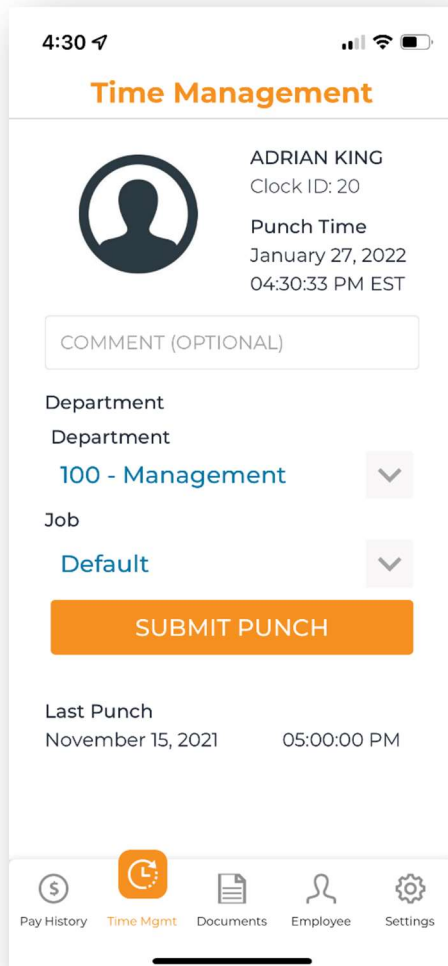 4:30
Time Management
ADRIAN KING
Clock ID: 20
Punch Time
January 27, 2022
04:30:33 PM EST
COMMENT (OPTIONAL)
Department
Department
100 - Management
Job
Default
SUBMIT PUNCH
Last Punch
November 15, 2021 05:00:00 PM
Pay History Time Mgmt Documents Employee Settings